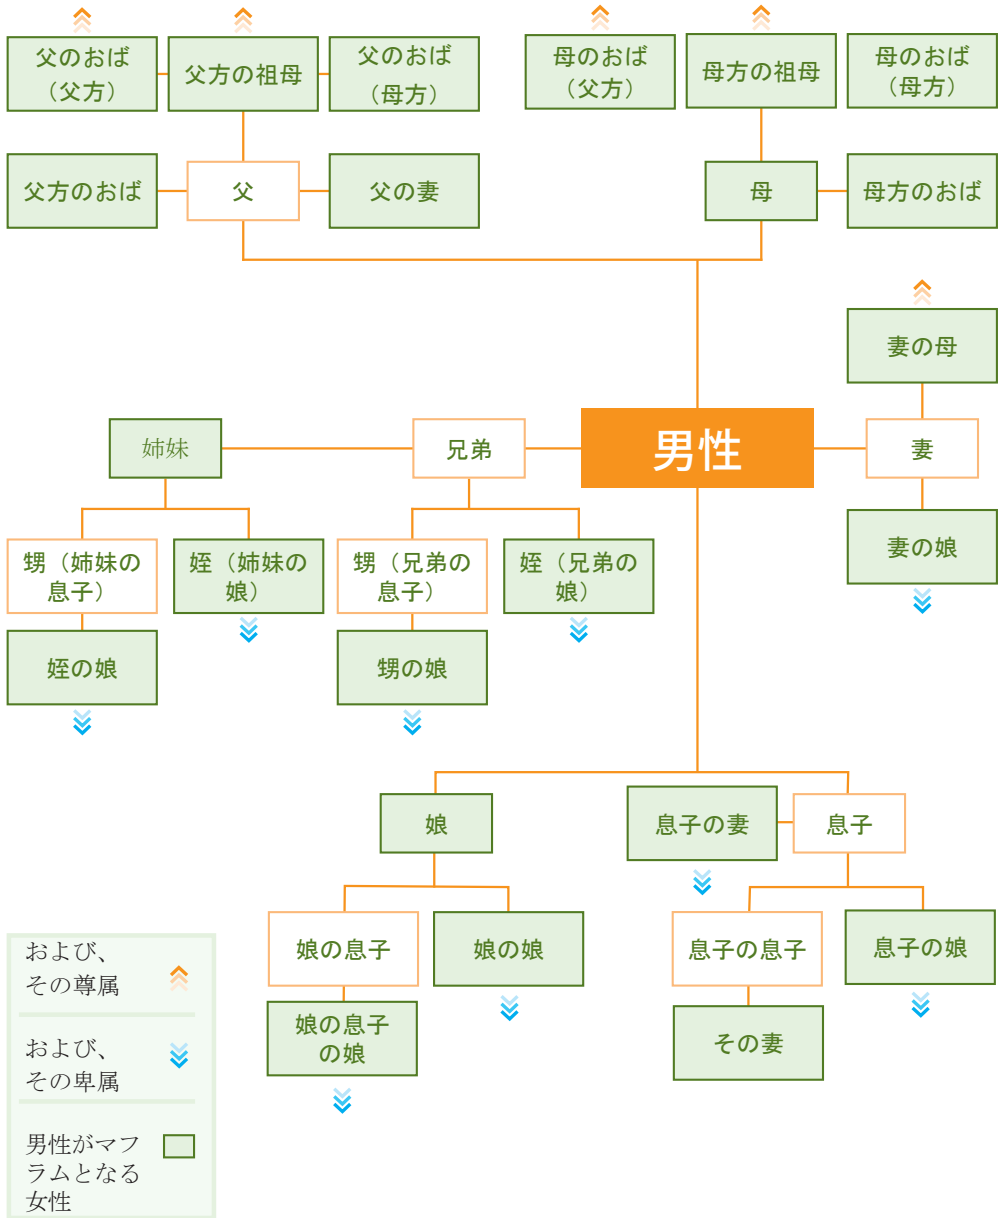 父のおば
（父方）
父方の祖母
父のおば
（母方）
母のおば
（父方）
母方の祖母
母のおば
（母方）
父方のおば
父
父の妻
母
母方のおば
妻の母
姉妹
兄弟
男性
妻
甥（姉妹の
息子）
姪（姉妹の
娘）
甥（兄弟の
息子）
姪（兄弟の
娘）
妻の娘
姪の娘
甥の娘
娘
息子の妻
息子
娘の息子
娘の娘
息子の息子
息子の娘
娘の息子
の娘
その妻
および、
その尊属
および、
その卑属
男性がマフ
ラムとなる
女性